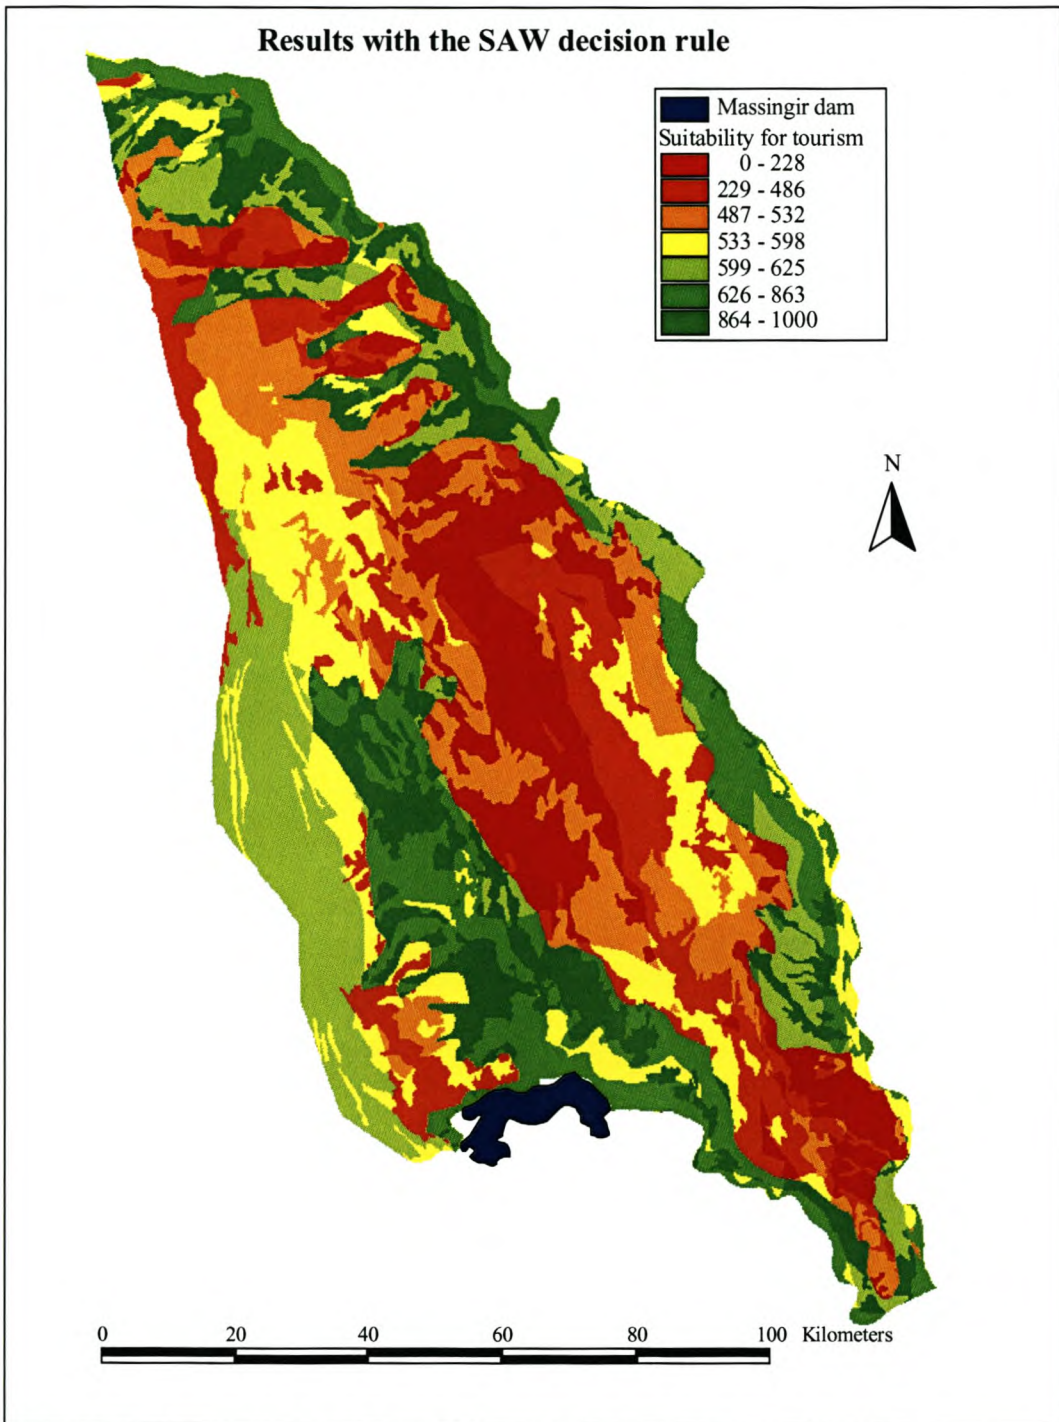 Results with the SAW decision rule
Massingir dam
Suitability for tourism
0 - 228
229 - 486
487 - 532
533 - 598
599 - 625
626 - 863
864 - 1000
N
0 20 40 60 80 100 Kilometers